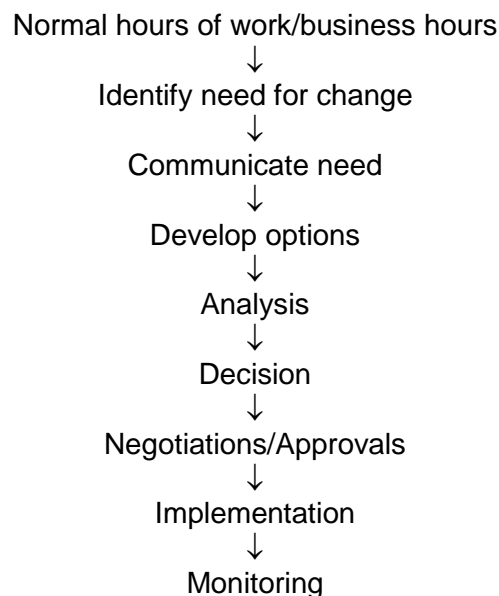 Normal hours of work/business hours
↓
Identify need for change
↓
Communicate need
↓
Develop options
↓
Analysis
↓
Decision
↓
Negotiations/Approvals
↓
Implementation
↓
Monitoring